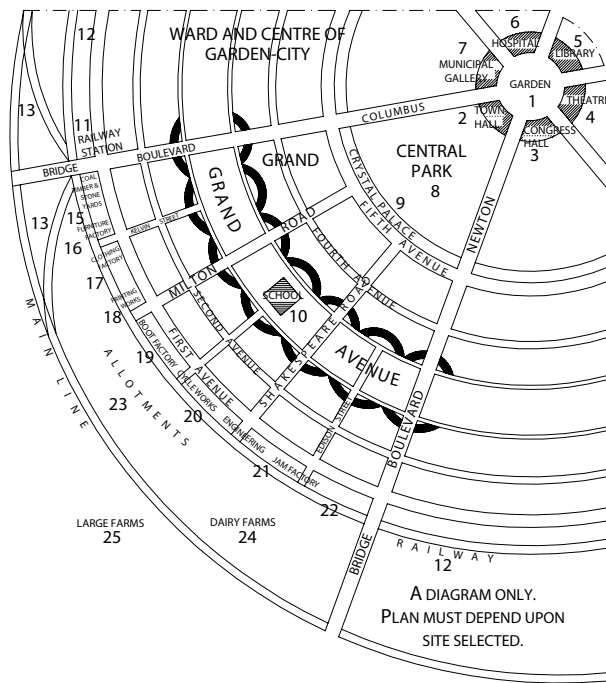 6
HOSPITAL
5
LIBRARY
12
WARD AND CENTRE OF
GARDEN-CITY
7
MUNICIPAL
GALLERY
GARDEN
1
THEATRE
4
2
TOWN
HALL
CONGRESS
HALL
3
13
11
RAILWAY
STATION
BRIDGE
BOULEVARD
COLUMBUS
GRAND
GRAND
CENTRAL
PARK
8
9
CRYSTAL PALACE
FIFTH AVENUE
FOURTH AVENUE
NEWTON
13
COAL
TIMBER & STONE
YARDS
15
FURNITURE
FACTORY
16
KELVIN STREET
MILTON ROAD
CLOTHING
FACTORY
17
PRINTING
WORKS
18
SCHOOL
10
SECOND AVENUE
SHAKESPEARE ROAD
AVENUE
FIRST AVENUE
BOOT FACTORY
19
MAIN LINE
ALLOTMENTS
23
CYCLE WORKS
20
ENGINEERING
21
EDISON STREET
JAM FACTORY
22
BOULEVARD
BRIDGE
LARGE FARMS
25
DAIRY FARMS
24
RAILWAY
12
A DIAGRAM ONLY.
PLAN MUST DEPEND UPON
SITE SELECTED.